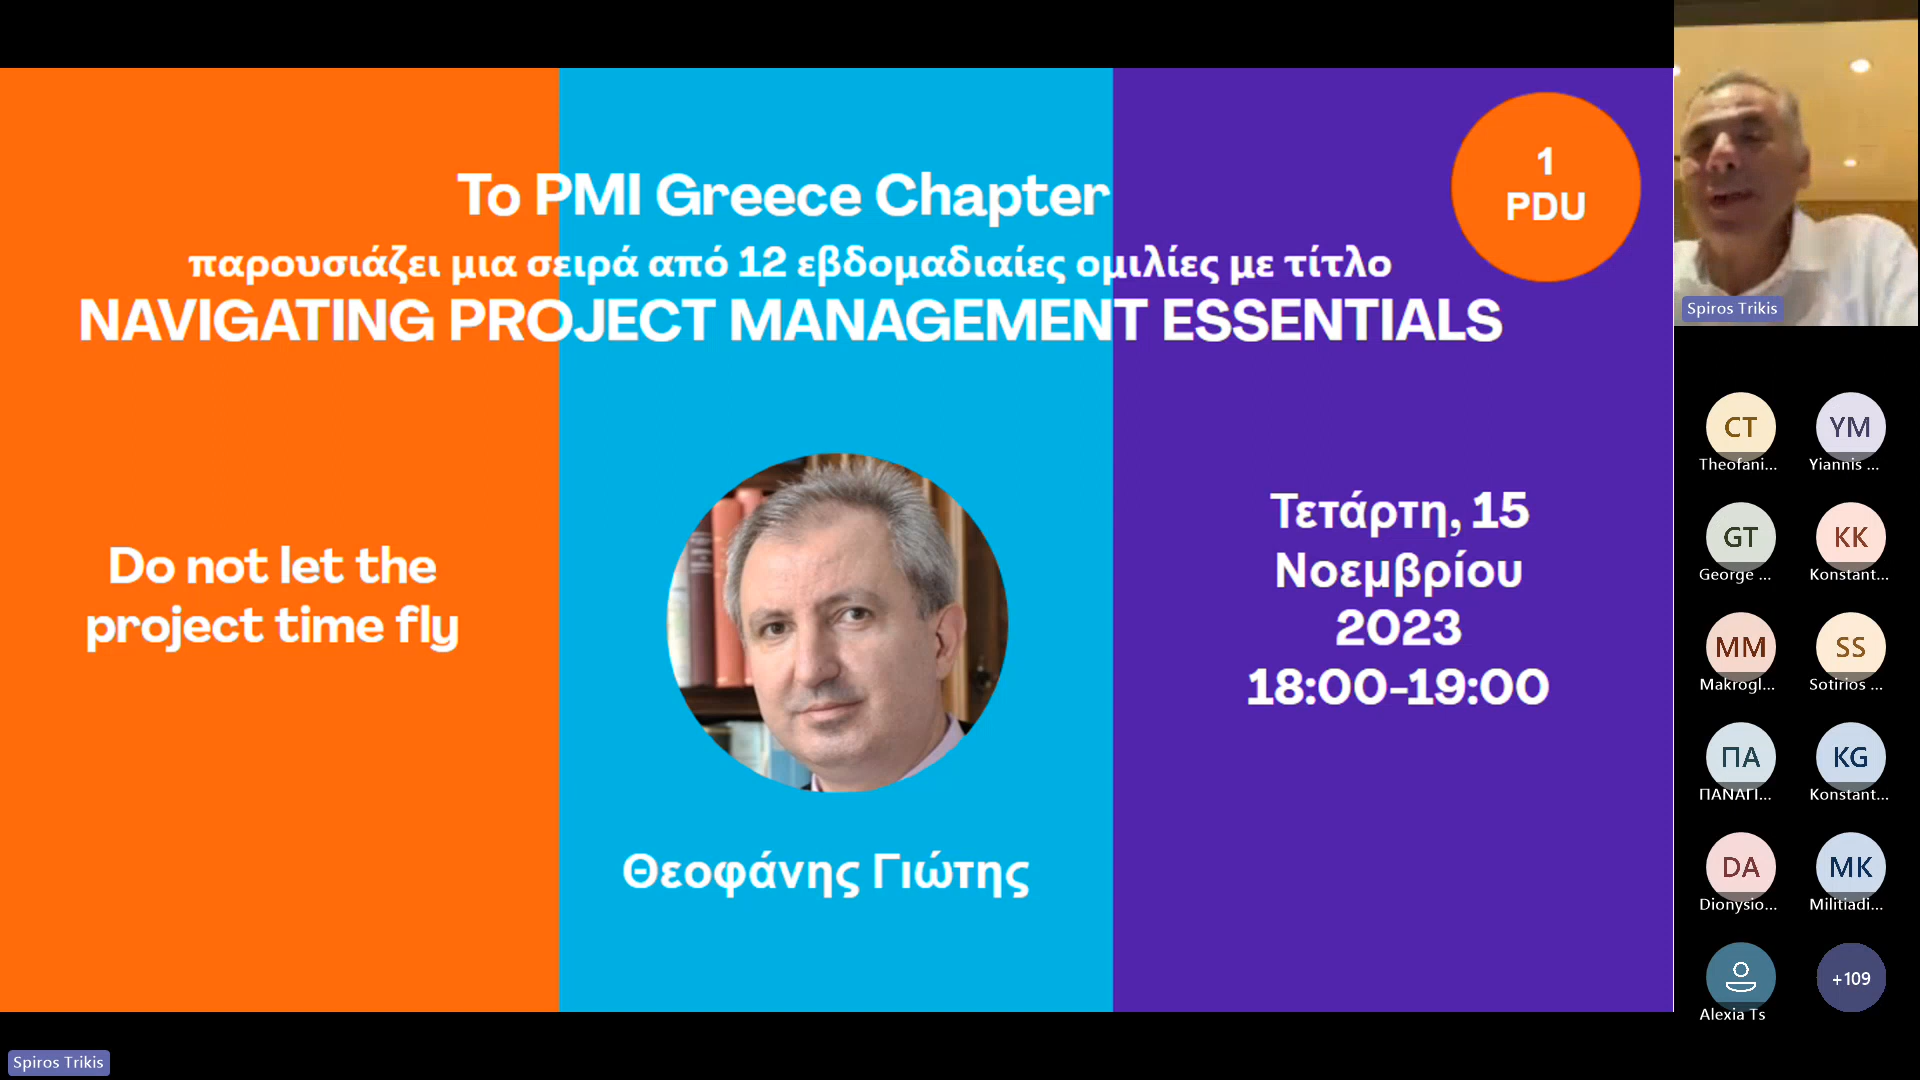 Το PMI Greece Chapter
παρουσιάζει μια σειρά από 12 εβδομαδιαίες ομιλίες με τίτλο
NAVIGATING PROJECT MANAGEMENT ESSENTIALS
1
PDU
Do not let the
project time fly
Θεοφάνης Γιώτης
Τετάρτη, 15
Νοεμβρίου
2023
18:00-19:00
Spiros Trikis
CT
Theofani...
YM
Yiannis ...
GT
George ...
KK
Konstant...
MM
Makrogl...
SS
Sotirios ...
ΠΑ
ΠΑΝΑΓΙ...
KG
Konstant...
DA
Dionysio...
MK
Militiadi...
Alexia Ts
+109
Spiros Trikis